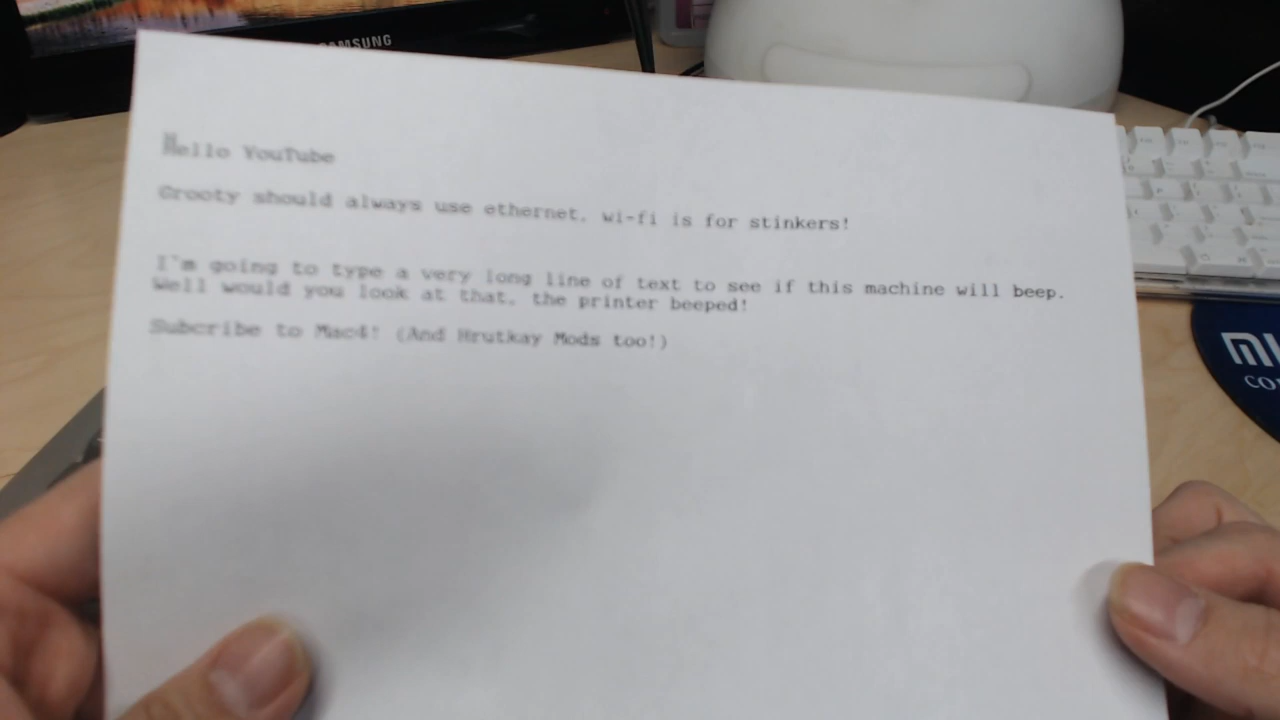 SAMSUNG
Hello YouTube
Grooty should always use ethernet, wi-fi is for stinkers!
I'm going to type a very long line of text to see if this machine will beep.
Well would you look at that, the printer beeped!
Subcribe to Mac4! (And Hrutkay Mods too!)